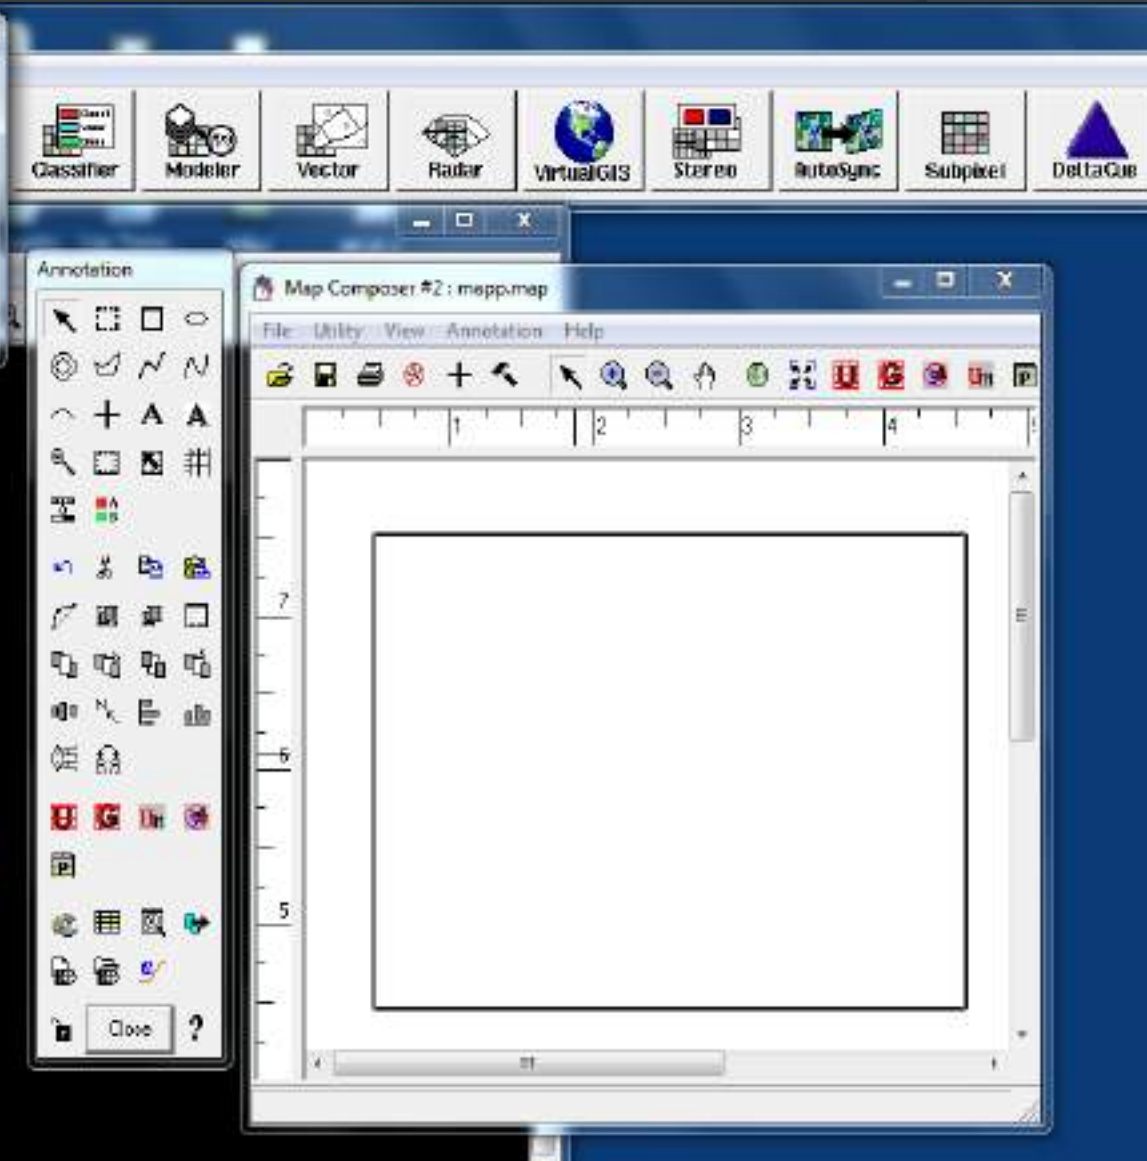 Classifier Modeler Vector Radar VirtualGIS Stereo AutoSync Subpixel DeltaCue
Annotation
Map Composer #2 : mapp.map
File Utility View Annotation Help
1 2 3 4
7
6
5
Close